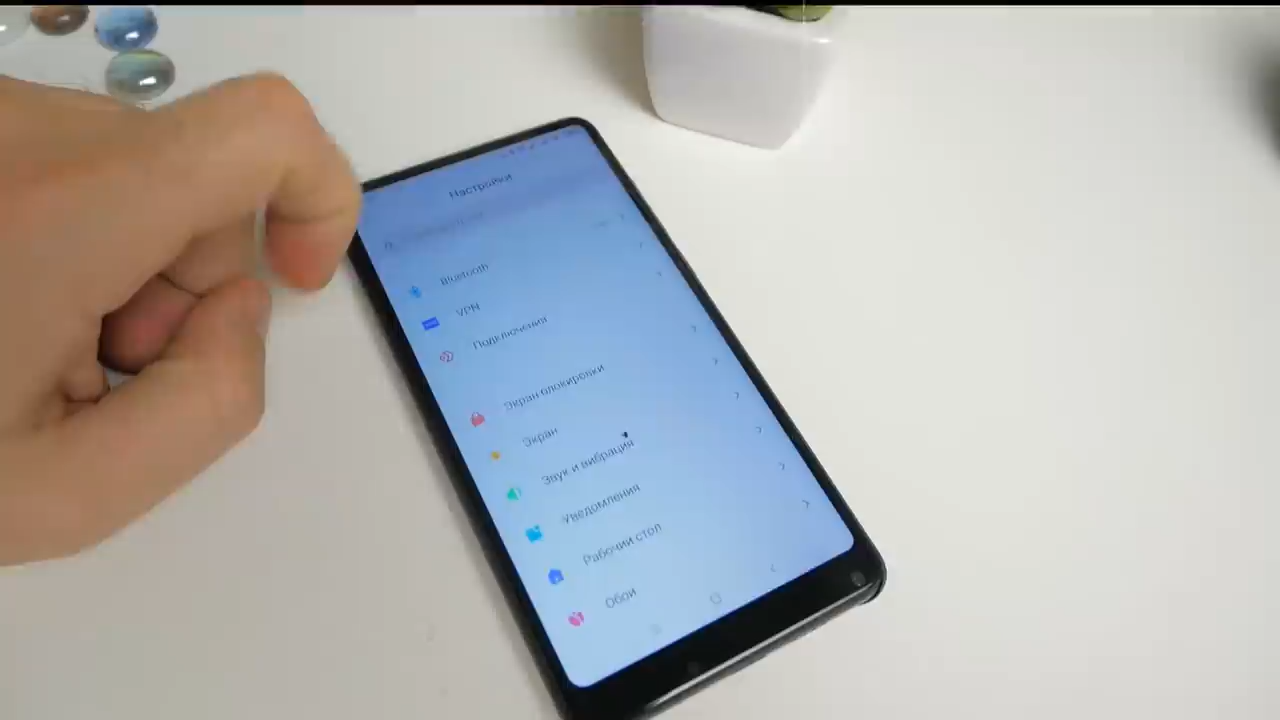 Настройки
Bluetooth
VPN
Подключения
Экран блокировки
Экран
Звук и вибрация
Уведомления
Рабочий стол
Обои